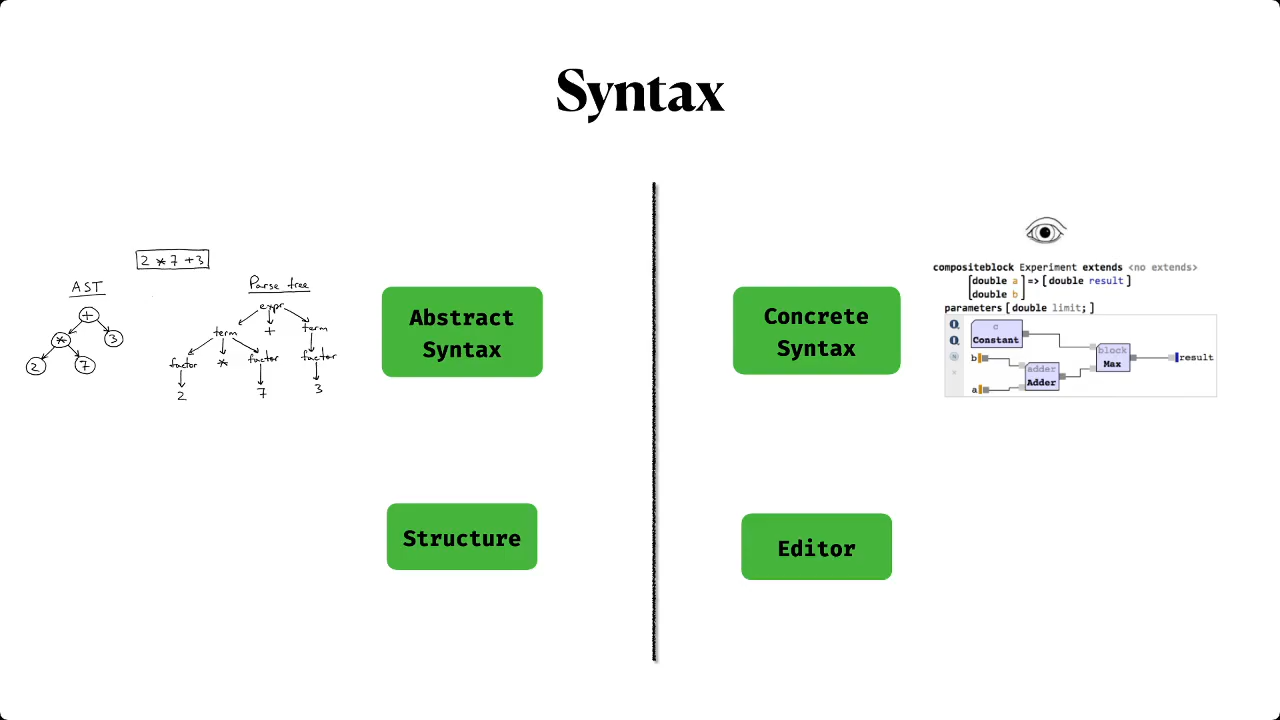 Syntax
2 * 7 + 3
AST
+
*
3
2
7
Parse tree
expr
term
+
term
factor
*
factor
factor
2
7
3
Abstract
Syntax
Structure
Concrete
Syntax
Editor
compositeblock Experiment extends <no extends>
[double a] => [double result]
[double b]
parameters [double limit;]
c
Constant
b
adder
Adder
a
block
Max
result